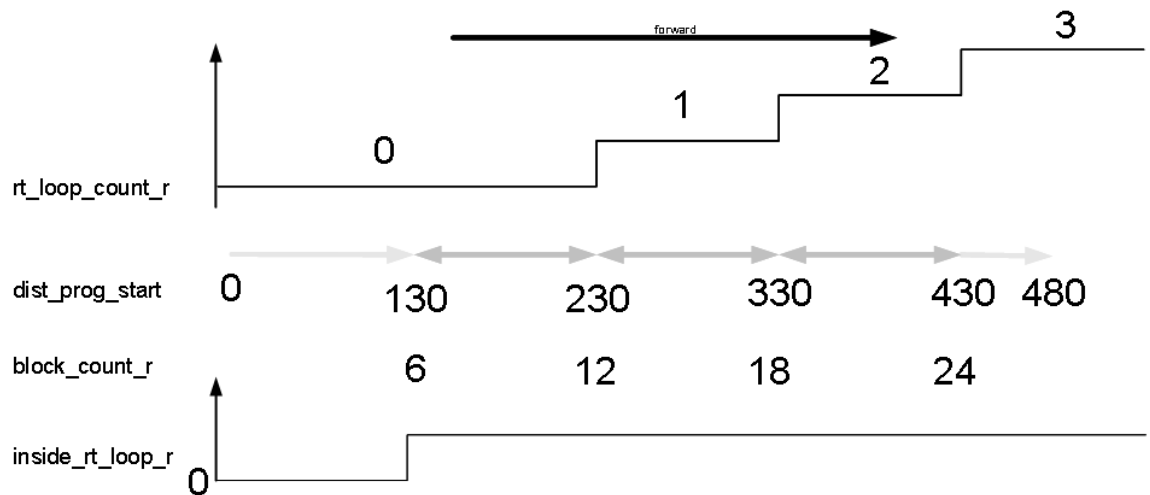 3
forward
2
1
0
rt_loop_count_r
dist_prog_start 0 130 230 330 430 480
block_count_r 6 12 18 24
inside_rt_loop_r
0